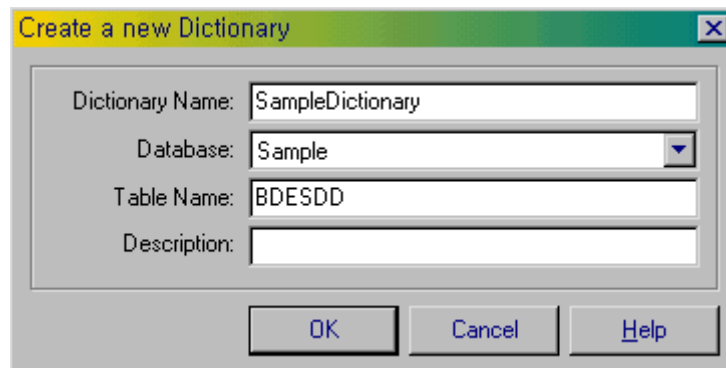 Create a new Dictionary
Dictionary Name: SampleDictionary
Database: Sample
Table Name: BDESDD
Description:
OK Cancel Help